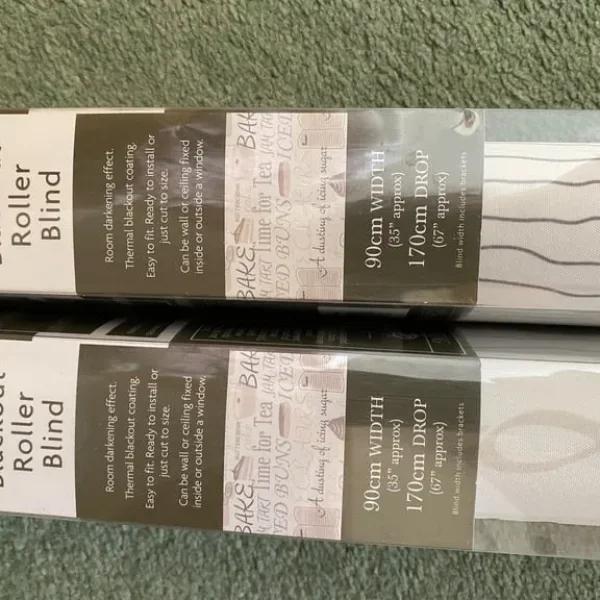 Roller
Blind
Room darkening effect.
Thermal blackout coating.
Easy to fit. Ready to install or
just cut to size.
Can be wall or ceiling fixed
inside or outside a window.
BAKE
BAK
Time for Tea
ICED
ED BUNS
A dusting of icing sugar
90cm WIDTH
(35" approx)
170cm DROP
(67" approx)
Blind width includes brackets
Blackout
Roller
Blind
Room darkening effect.
Thermal blackout coating.
Easy to fit. Ready to install or
just cut to size.
Can be wall or ceiling fixed
inside or outside a window.
BAKE
BAK
Time for Tea
ICED
ED BUNS
A dusting of icing sugar
90cm WIDTH
(35" approx)
170cm DROP
(67" approx)
Blind width includes brackets